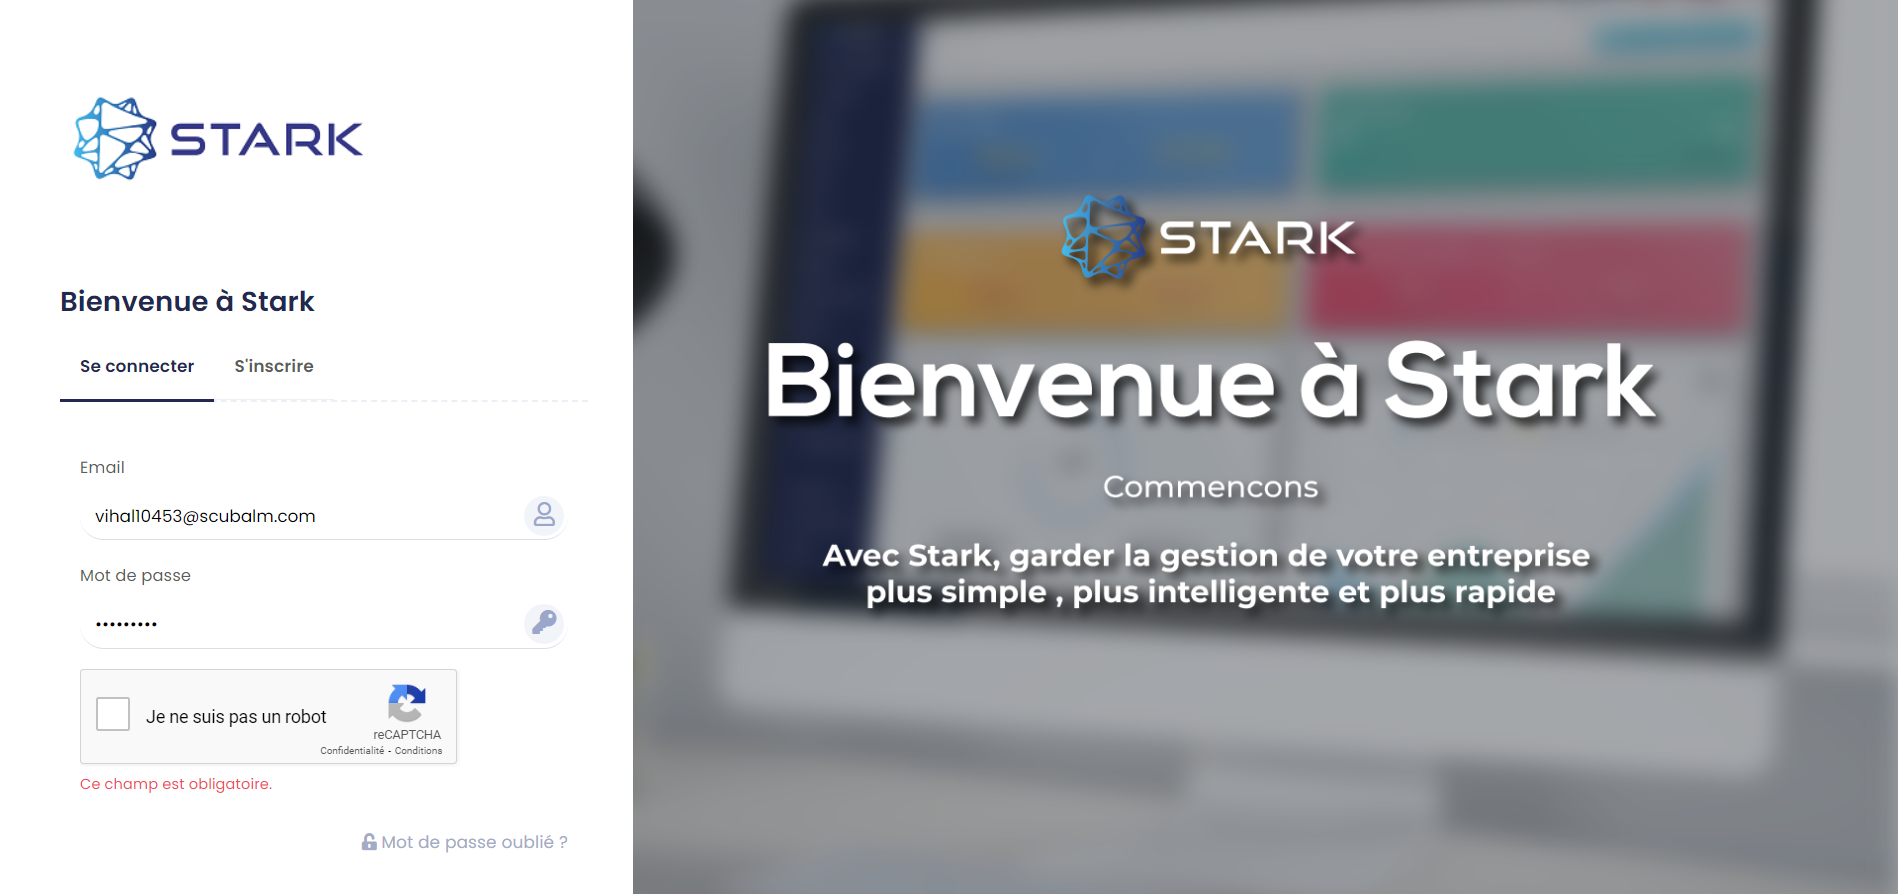 STARK
Bienvenue à Stark
Se connecter
S'inscrire
Email
vihal10453@scubalm.com
Mot de passe
•••••••••
Je ne suis pas un robot
reCAPTCHA
Confidentialité - Conditions
Ce champ est obligatoire.
Mot de passe oublié ?
STARK
Bienvenue à Stark
Commencons
Avec Stark, garder la gestion de votre entreprise
plus simple , plus intelligente et plus rapide